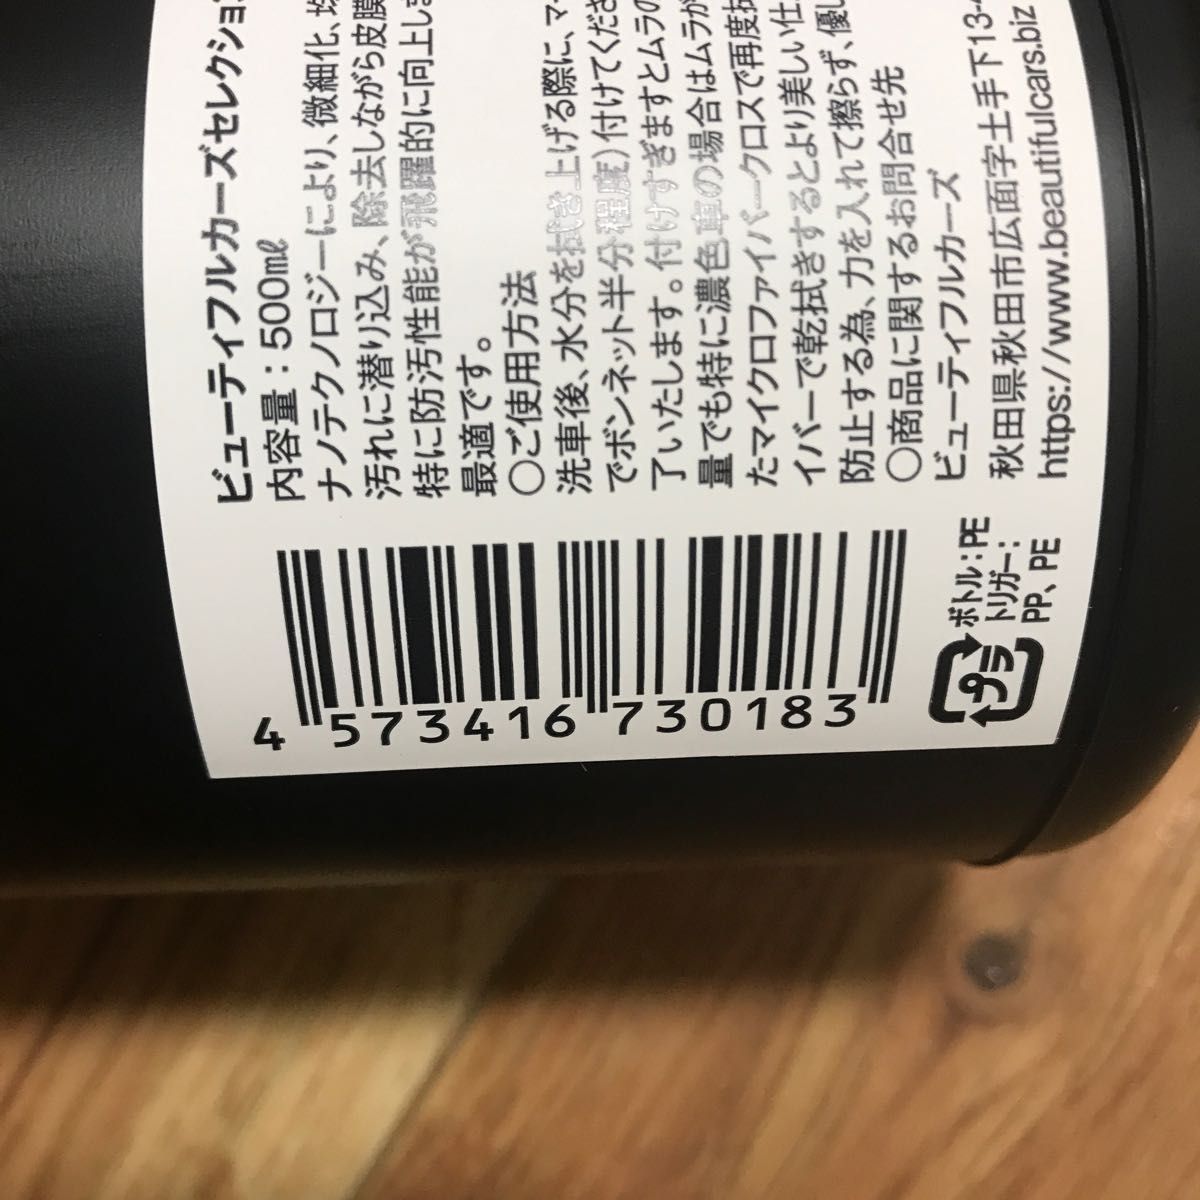 ビューティフルカーズセレクショ
内容量：500㎖
ナノテクノロジーにより、微細化、
汚れに潜り込み、除去しながら皮膜
特に防汚性能が飛躍的に向上しま
最適です。
○ご使用方法
洗車後、水分を拭き上げる際に、マ
でボンネット半分程度)付けてくださ
了いたします。付けすぎますとムラの
量でも特に濃色車の場合はムラが
たマイクロファイバークロスで再度
イバーで乾拭きするとより美しい仕
防止する為、力を入れて擦らず、優し
○商品に関するお問合せ先
ビューティフルカーズ
秋田県秋田市広面字土手下13-
https://www.beautifulcars.biz
4 573416 730183
プラ
ボトル：PE
トリガー：
PP、PE